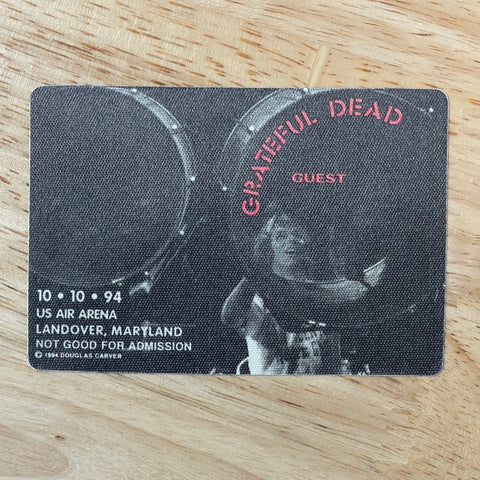 GRATEFUL DEAD
GUEST
10 • 10 • 94
US AIR ARENA
LANDOVER, MARYLAND
NOT GOOD FOR ADMISSION
© 1994 DOUGLAS CARVER